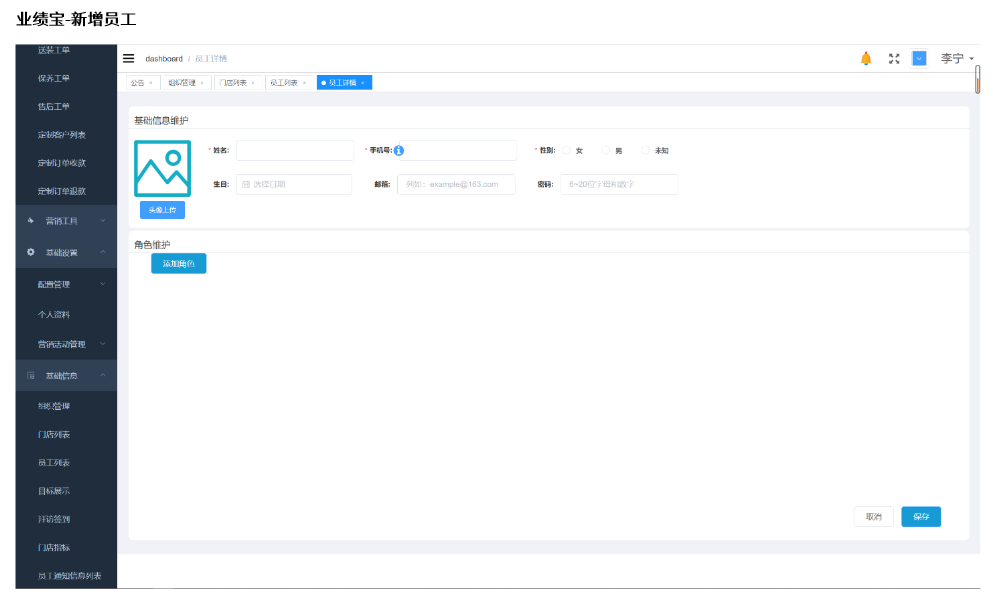 业绩宝-新增员工
送装工单
保养工单
售后工单
定制客户列表
定制订单收款
定制订单退款
营销工具
基础设置
配置管理
个人资料
营销活动管理
基础信息
组织管理
门店列表
员工列表
目标展示
拜访签到
门店指标
员工通知信息列表
dashboard / 员工详情
李宁
公告 × 组织管理 × 门店列表 × 员工列表 × 员工详情 ×
基础信息维护
* 姓名: * 手机号: * 性别: 女 男 未知
生日: 选择日期 邮箱: 例如：example@163.com 密码: 6~20位字母和数字
头像上传
角色维护
添加角色
取消 保存